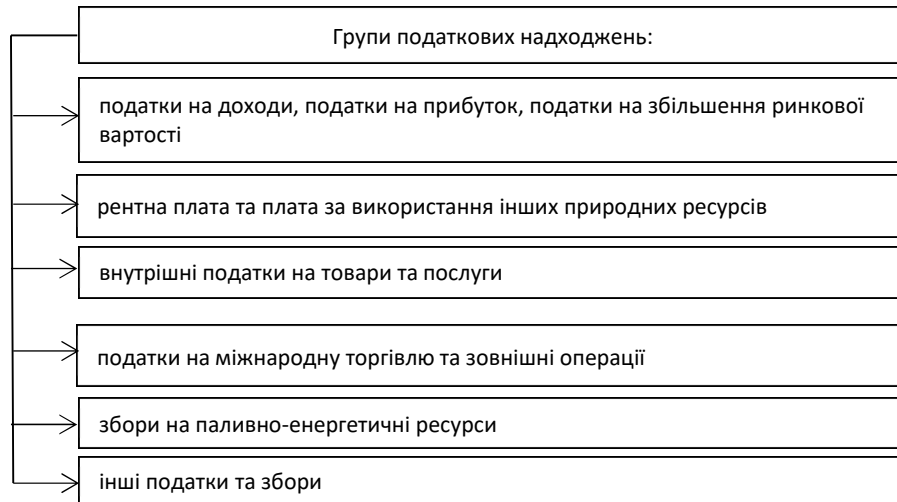 Групи податкових надходжень:
податки на доходи, податки на прибуток, податки на збільшення ринкової
вартості
рентна плата та плата за використання інших природних ресурсів
внутрішні податки на товари та послуги
податки на міжнародну торгівлю та зовнішні операції
збори на паливно-енергетичні ресурси
інші податки та збори